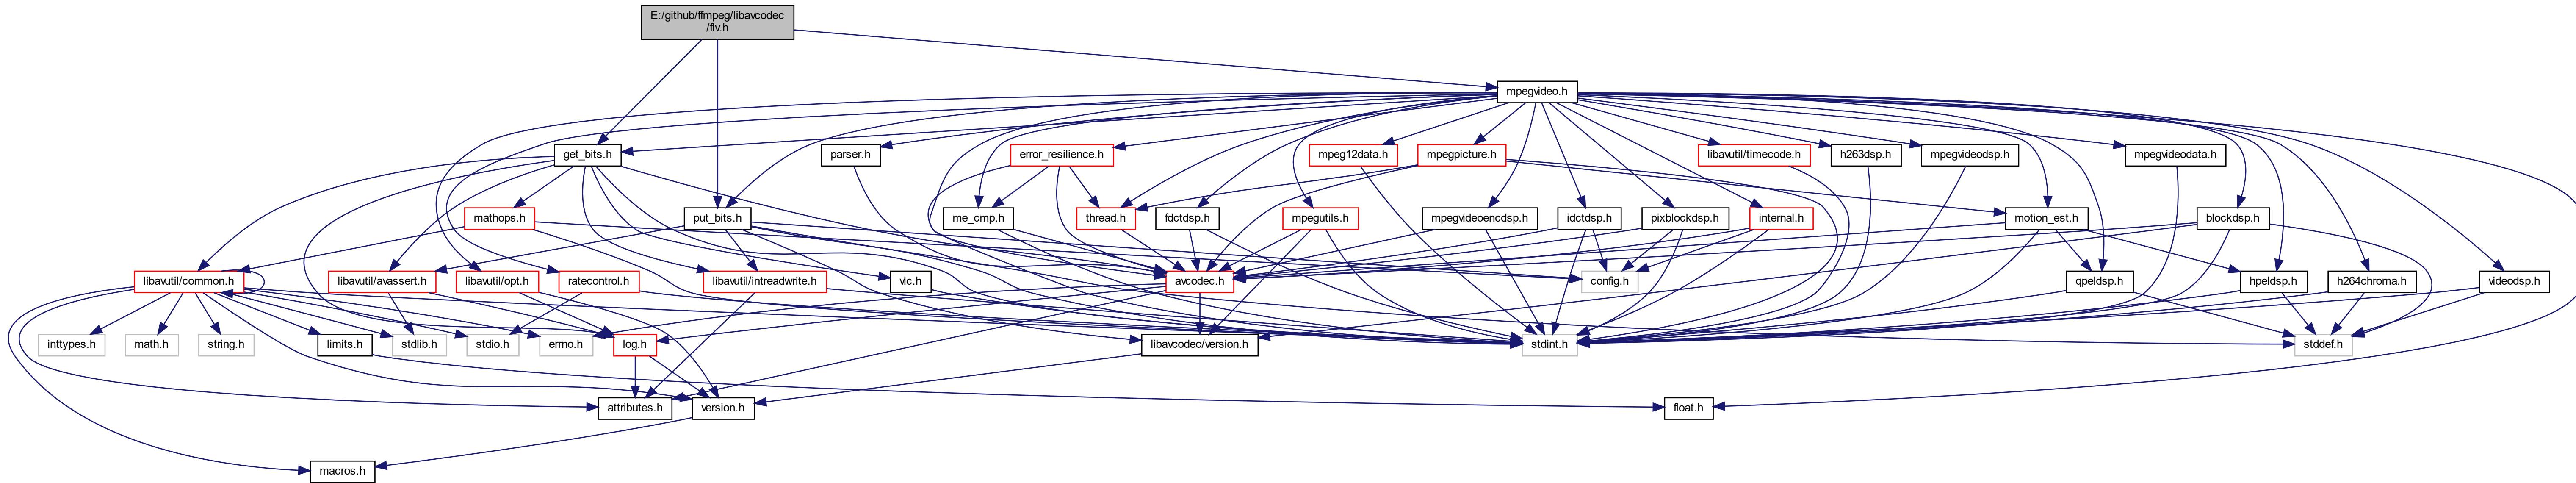 E:/github/ffmpeg/libavcodec
/flv.h
mpegvideo.h
get_bits.h
parser.h
error_resilience.h
mpeg12data.h
mpegpicture.h
libavutil/timecode.h
h263dsp.h
mpegvideodsp.h
mpegvideodata.h
mathops.h
put_bits.h
me_cmp.h
thread.h
fdctdsp.h
mpegutils.h
mpegvideoencdsp.h
idctdsp.h
pixblockdsp.h
internal.h
motion_est.h
blockdsp.h
libavutil/common.h
libavutil/avassert.h
libavutil/opt.h
ratecontrol.h
libavutil/intreadwrite.h
vlc.h
avcodec.h
config.h
qpeldsp.h
hpeldsp.h
h264chroma.h
videodsp.h
inttypes.h
math.h
string.h
limits.h
stdlib.h
stdio.h
errno.h
log.h
libavcodec/version.h
stdint.h
stddef.h
attributes.h
version.h
float.h
macros.h